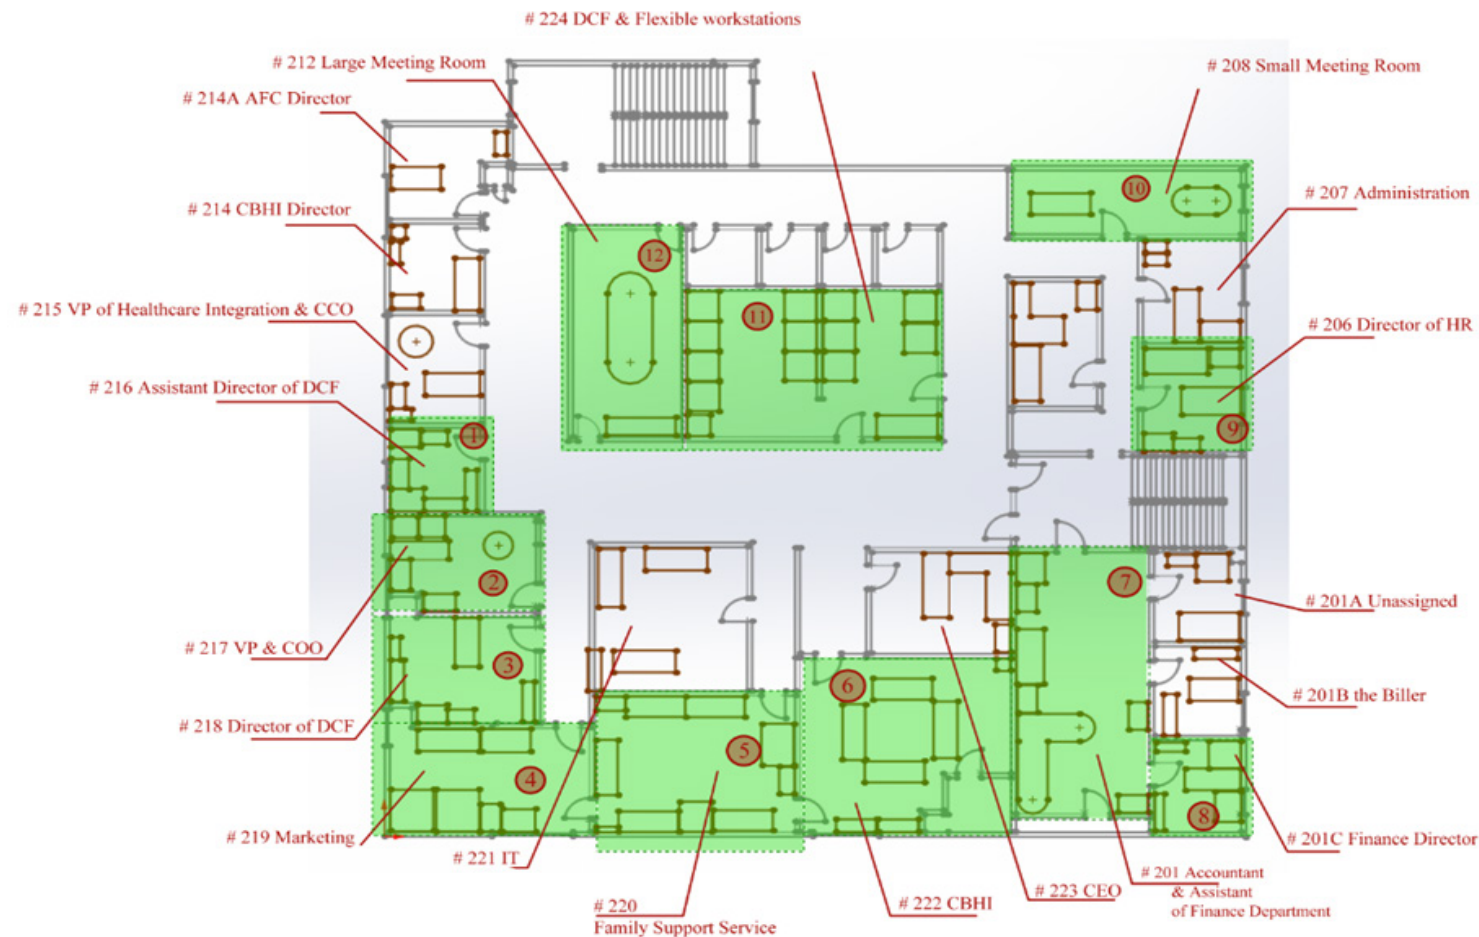 # 224 DCF & Flexible workstations
# 212 Large Meeting Room
# 208 Small Meeting Room
# 214A AFC Director
10
# 207 Administration
# 214 CBHI Director
12
# 215 VP of Healthcare Integration & CCO
11
# 206 Director of HR
# 216 Assistant Director of DCF
1
9
2
7
# 201A Unassigned
# 217 VP & COO
3
6
# 201B the Biller
# 218 Director of DCF
5
4
8
# 219 Marketing
# 201C Finance Director
# 221 IT
# 223 CEO
# 201 Accountant
& Assistant
of Finance Department
# 222 CBHI
# 220
Family Support Service